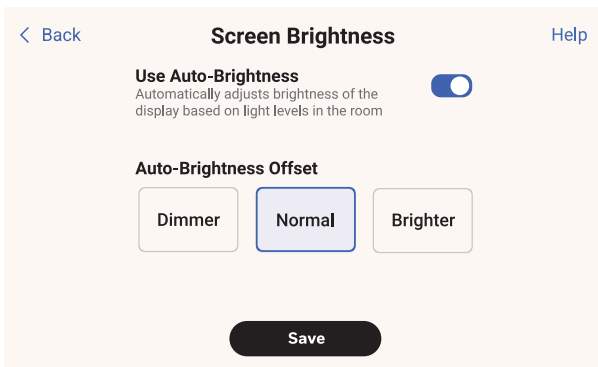 Back
Screen Brightness
Help
Use Auto-Brightness
Automatically adjusts brightness of the
display based on light levels in the room
Auto-Brightness Offset
Dimmer
Normal
Brighter
Save